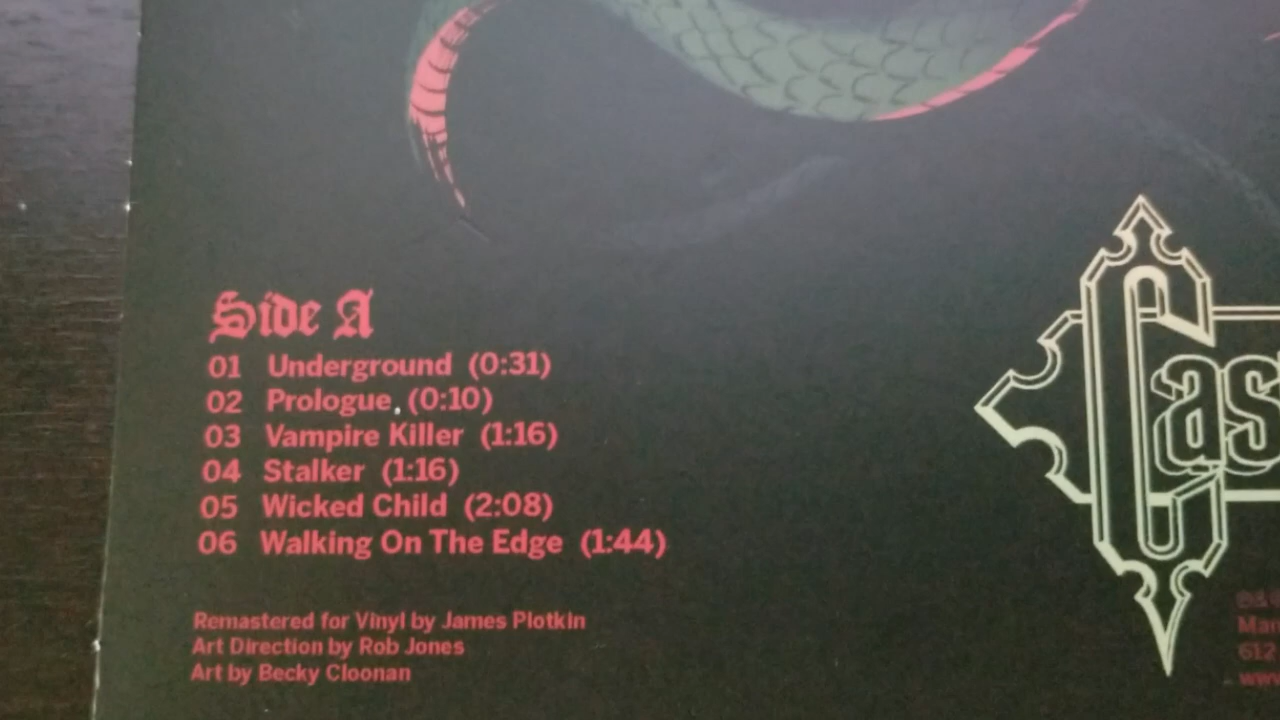 Side A
01 Underground (0:31)
02 Prologue (0:10)
03 Vampire Killer (1:16)
04 Stalker (1:16)
05 Wicked Child (2:08)
06 Walking On The Edge (1:44)
Remastered for Vinyl by James Plotkin
Art Direction by Rob Jones
Art by Becky Cloonan
Cas
612